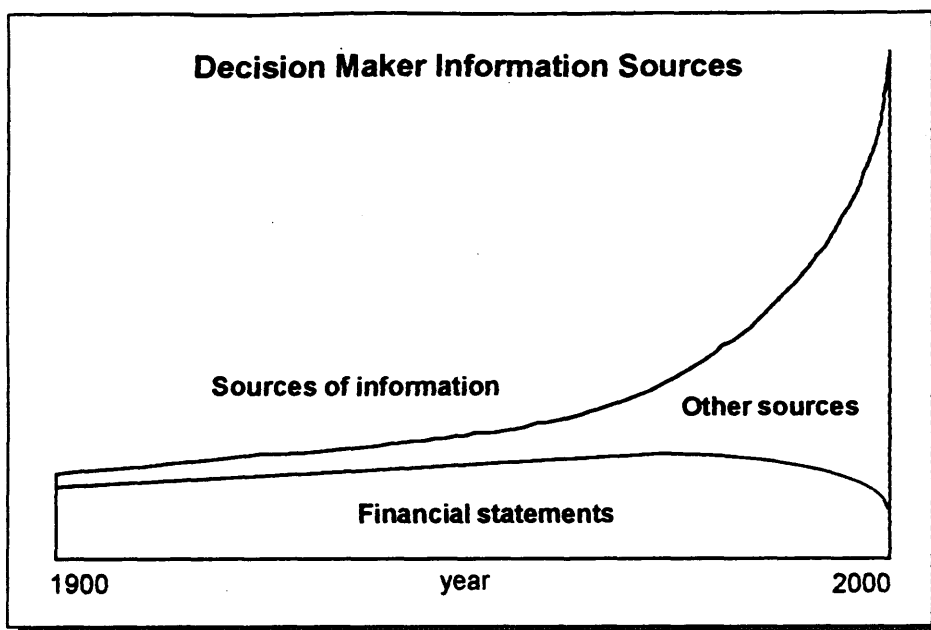 Decision Maker Information Sources
Sources of information
Other sources
Financial statements
1900 year 2000